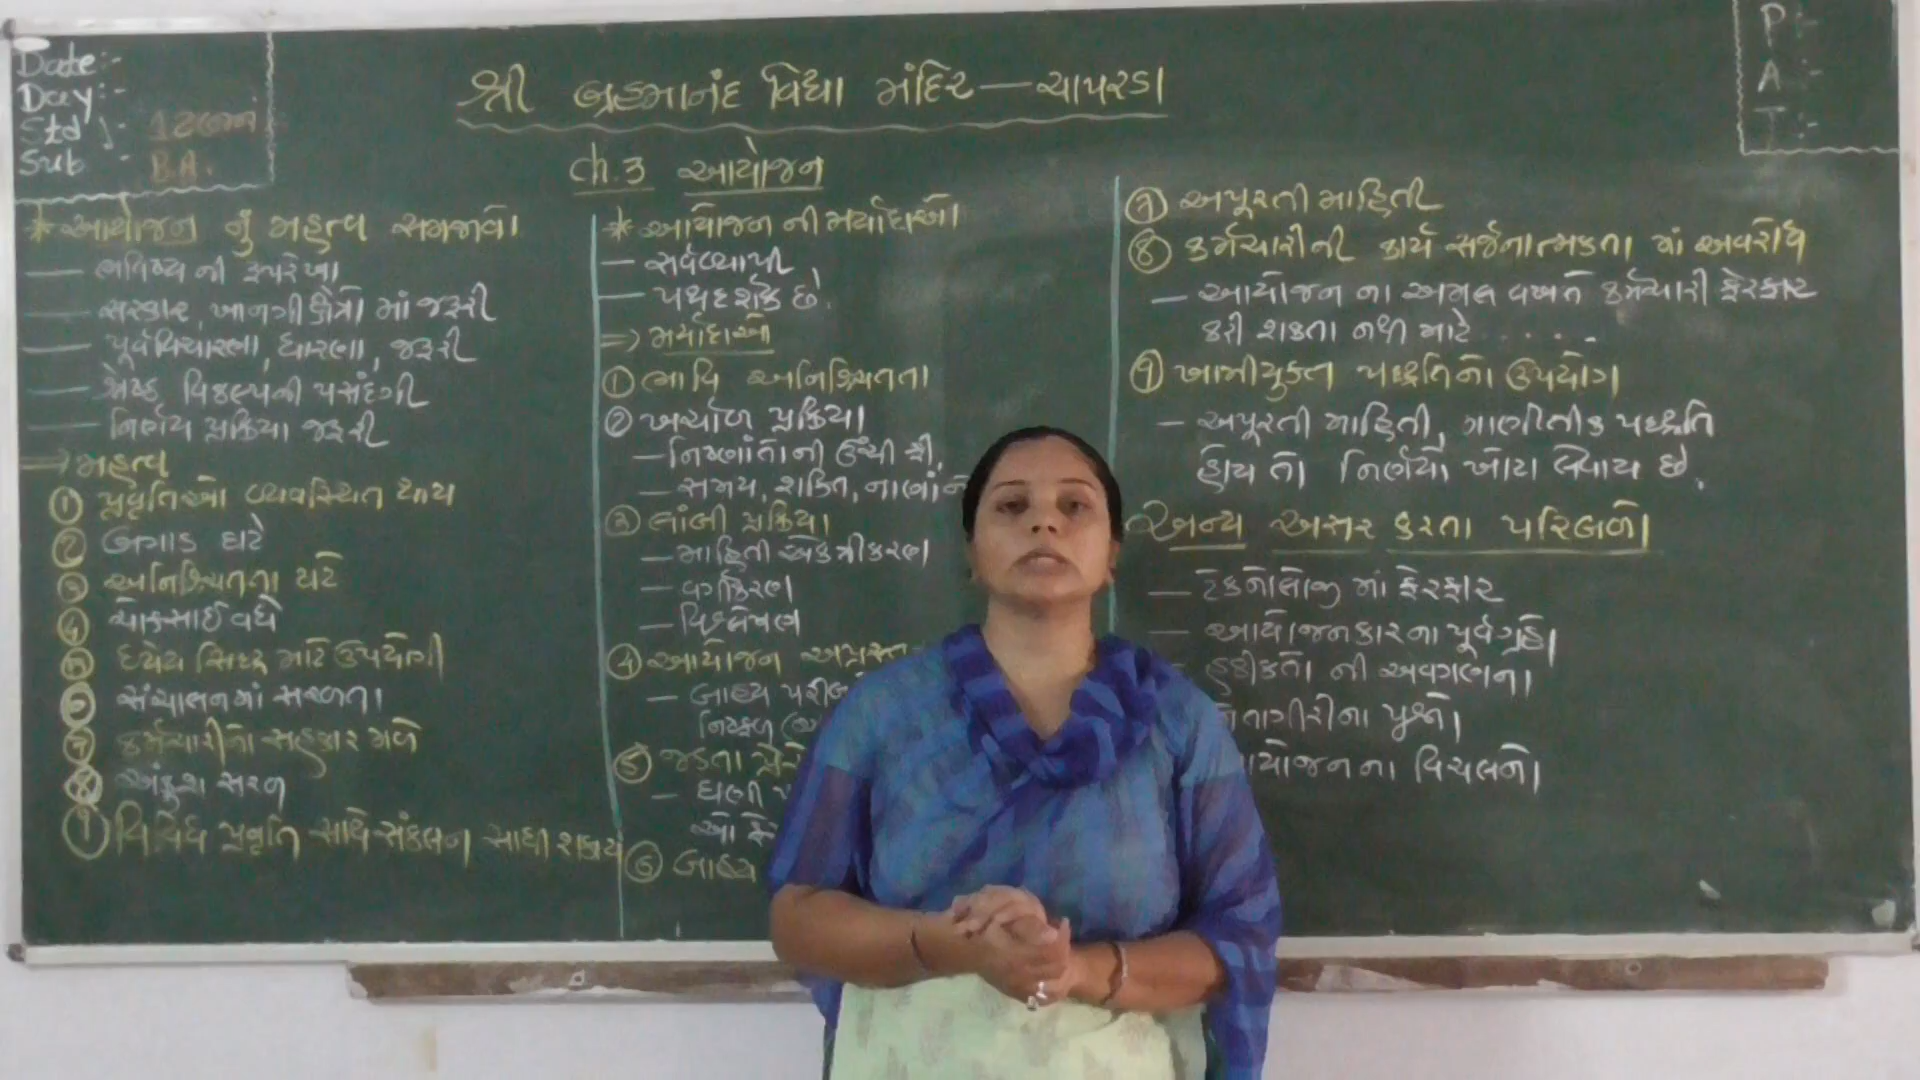 Date:-
Day:-
Std :-
Sub - B.A.
P :-
A :-
T :-
શ્રી બ્રહ્માનંદ વિદ્યા મંદિર — ચાપરડા
ch.3 આયોજન
* આયોજન નું મહત્વ સમજાવો
— ભવિષ્ય ની રૂપરેખા
— સરકાર, ખાનગી ક્ષેત્રો માં જરૂરી
— પૂર્વવિચારણા, ધારણા, જરૂરી
— શ્રેષ્ઠ વિકલ્પની પસંદગી
— નિર્ણય પ્રક્રિયા જરૂરી
⇒ મહત્વ
① પ્રવૃતિઓ વ્યવસ્થિત થાય
② બગાડ ઘટે
③ અનિશ્ચિતતા ઘટે
④ ચોકસાઈ વધે
⑤ ધ્યેય સિધ્ધ માટે ઉપયોગી
⑥ સંચાલનમાં સરળતા
⑦ કર્મચારીનો સહકાર મળે
⑧ અંકુશ સરળ
⑨ વિવિધ પ્રવૃતિ સાથે સંકલન સાધી શકાય
* આયોજન ની મર્યાદાઓ
— સર્વવ્યાપી
— પથદર્શક છે.
⇒ મર્યાદાઓ
① ભાવિ અનિશ્ચિતતા
② ખર્ચાળ પ્રક્રિયા
— નિષ્ણાંતોની ઉંચી ફી,
— સમય, શક્તિ, નાણાં
③ લાંબી પ્રક્રિયા
— માહિતી એકત્રીકરણ
— વર્ગીકરણ
— વિશ્લેષણ
④ આયોજન
— બાહ્ય
નિષ્ફળ
⑤ જડતા
— ઘણી
⑥ બાહ્ય
⑦ અપૂરતી માહિતી
⑧ કર્મચારીની કાર્ય સર્જનાત્મકતા માં અવરોધ
— આયોજન ના અમલ વખતે કર્મચારી ફેરફાર
કરી શકતા નથી માટે . . . . .
⑨ ખામીયુક્ત પધ્ધતિનો ઉપયોગ
— અપૂરતી માહિતી, ગાણીતીક પધ્ધતિ
હોય તો નિર્ણયો ખોટા લેવાય છે.
અન્ય અસર કરતા પરિબળો
— ટેકનોલોજી માં ફેરફાર
— આયોજનકારના પૂર્વગ્રહો
— હકીકતો ની અવગણના
નેતાગીરીના પ્રશ્નો
આયોજનના વિચલનો